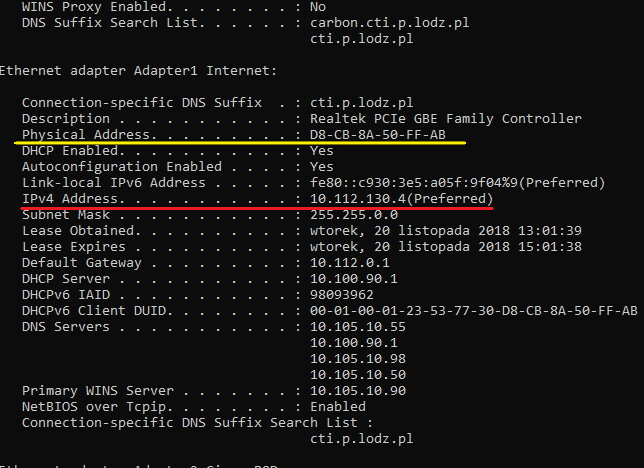 WINS Proxy Enabled. . . . . . . . : No
DNS Suffix Search List. . . . . . : carbon.cti.p.lodz.pl
cti.p.lodz.pl
Ethernet adapter Adapter1 Internet:
Connection-specific DNS Suffix  . : cti.p.lodz.pl
Description . . . . . . . . . . . : Realtek PCIe GBE Family Controller
Physical Address. . . . . . . . . : D8-CB-8A-50-FF-AB
DHCP Enabled. . . . . . . . . . . : Yes
Autoconfiguration Enabled . . . . : Yes
Link-local IPv6 Address . . . . . : fe80::c930:3e5:a05f:9f04%9(Preferred)
IPv4 Address. . . . . . . . . . . : 10.112.130.4(Preferred)
Subnet Mask . . . . . . . . . . . : 255.255.0.0
Lease Obtained. . . . . . . . . . : wtorek, 20 listopada 2018 13:01:39
Lease Expires . . . . . . . . . . : wtorek, 20 listopada 2018 15:01:38
Default Gateway . . . . . . . . . : 10.112.0.1
DHCP Server . . . . . . . . . . . : 10.100.90.1
DHCPv6 IAID . . . . . . . . . . . : 98093962
DHCPv6 Client DUID. . . . . . . . : 00-01-00-01-23-53-77-30-D8-CB-8A-50-FF-AB
DNS Servers . . . . . . . . . . . : 10.105.10.55
10.100.90.1
10.105.10.98
10.105.10.50
Primary WINS Server . . . . . . . : 10.105.10.90
NetBIOS over Tcpip. . . . . . . . : Enabled
Connection-specific DNS Suffix Search List :
cti.p.lodz.pl